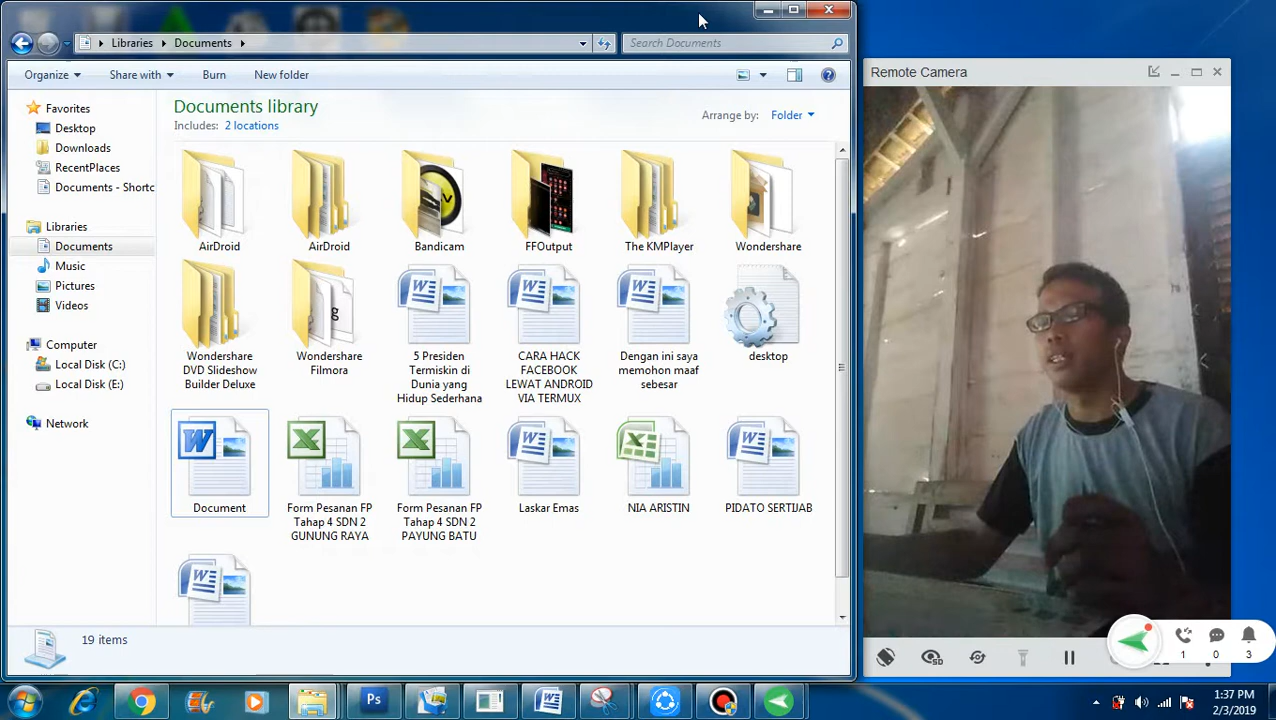 Libraries
Documents
Search Documents
Organize
Share with
Burn
New folder
Favorites
Desktop
Downloads
RecentPlaces
Documents - Shortc
Libraries
Documents
Music
Pictures
Videos
Computer
Local Disk (C:)
Local Disk (E:)
Network
Documents library
Includes: 2 locations
Arrange by: Folder
AirDroid
AirDroid
Bandicam
FFOutput
The KMPlayer
Wondershare
Wondershare
DVD Slideshow
Builder Deluxe
Wondershare
Filmora
5 Presiden
Termiskin di
Dunia yang
Hidup Sederhana
CARA HACK
FACEBOOK
LEWAT ANDROID
VIA TERMUX
Dengan ini saya
memohon maaf
sebesar
desktop
Document
Form Pesanan FP
Tahap 4 SDN 2
GUNUNG RAYA
Form Pesanan FP
Tahap 4 SDN 2
PAYUNG BATU
Laskar Emas
NIA ARISTIN
PIDATO SERTIJAB
19 items
Remote Camera
SD
1
0
3
Ps
1:37 PM
2/3/2019